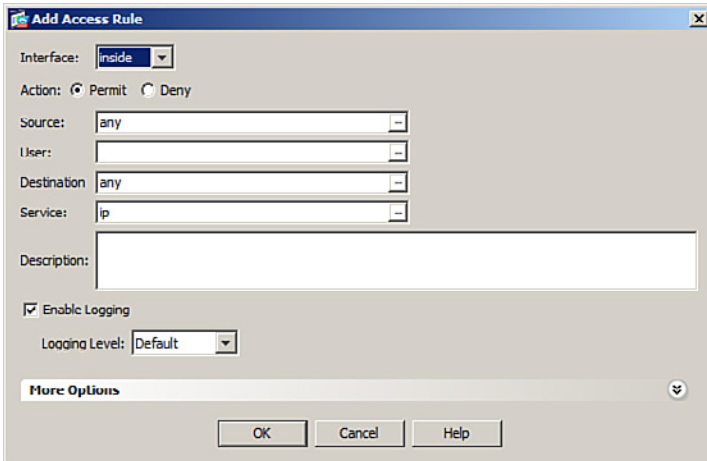 Add Access Rule
Interface: inside
Action: Permit Deny
Source: any
User:
Destination any
Service: ip
Description:
Enable Logging
Logging Level: Default
More Options
OK Cancel Help